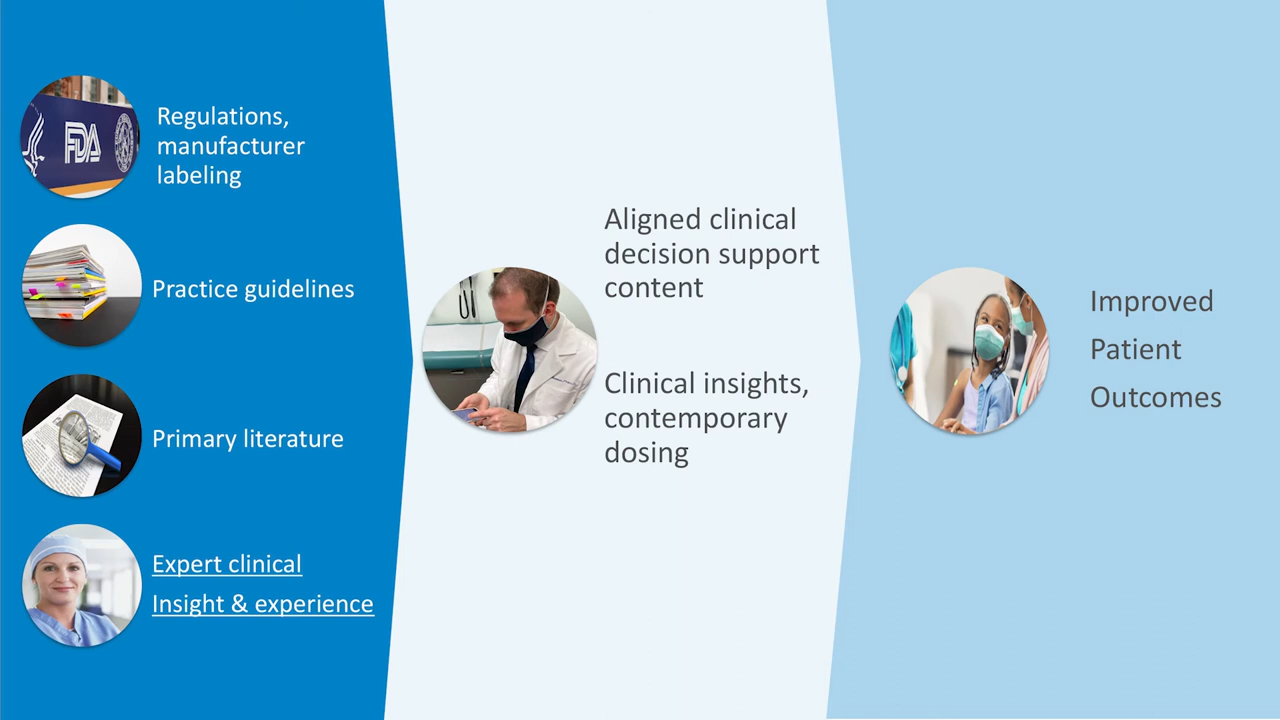 FDA
Regulations,
manufacturer
labeling
Practice guidelines
Primary literature
Expert clinical
Insight & experience
Aligned clinical
decision support
content
Clinical insights,
contemporary
dosing
Improved
Patient
Outcomes